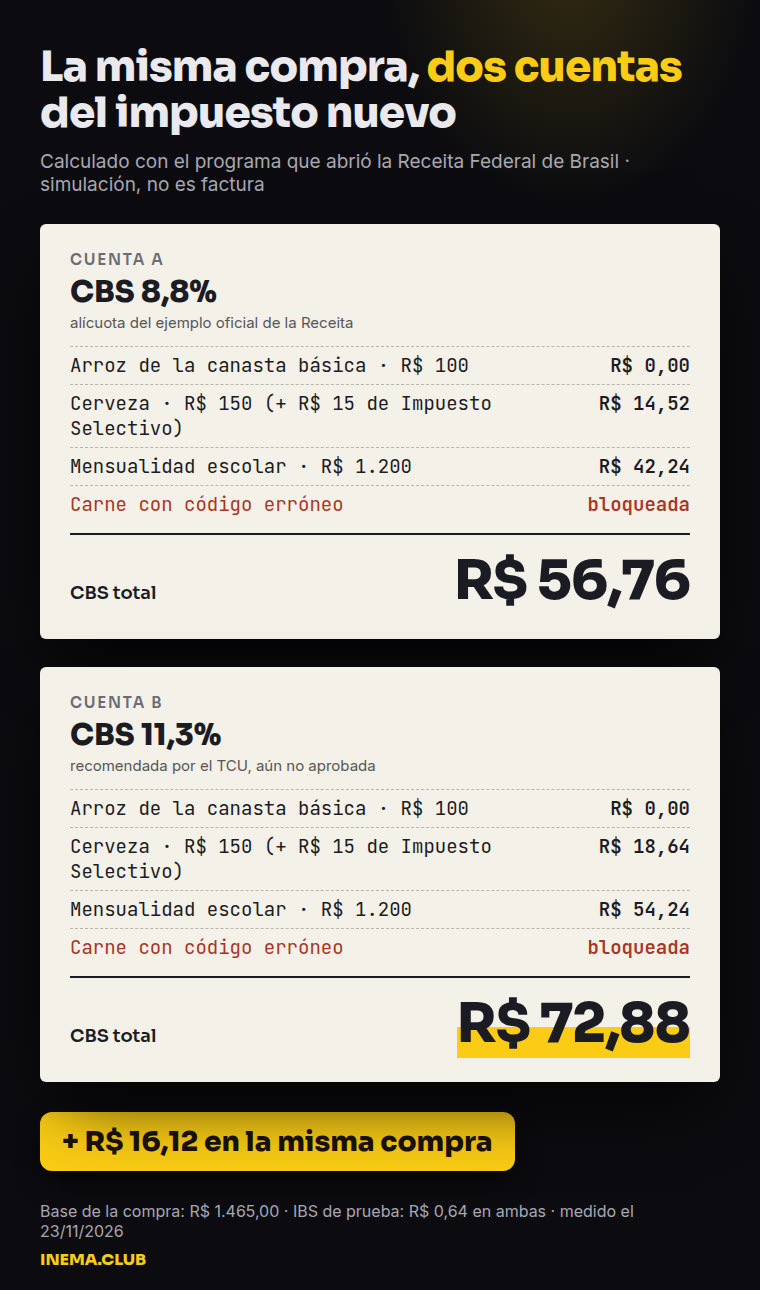 La misma compra, dos cuentas
del impuesto nuevo
Calculado con el programa que abrió la Receita Federal de Brasil ·
simulación, no es factura
CUENTA A
CBS 8,8%
alícuota del ejemplo oficial de la Receita
Arroz de la canasta básica · R$ 100 R$ 0,00
Cerveza · R$ 150 (+ R$ 15 de Impuesto R$ 14,52
Selectivo)
Mensualidad escolar · R$ 1.200 R$ 42,24
Carne con código erróneo bloqueada
CBS total R$ 56,76
CUENTA B
CBS 11,3%
recomendada por el TCU, aún no aprobada
Arroz de la canasta básica · R$ 100 R$ 0,00
Cerveza · R$ 150 (+ R$ 15 de Impuesto R$ 18,64
Selectivo)
Mensualidad escolar · R$ 1.200 R$ 54,24
Carne con código erróneo bloqueada
CBS total R$ 72,88
+ R$ 16,12 en la misma compra
Base de la compra: R$ 1.465,00 · IBS de prueba: R$ 0,64 en ambas · medido el
23/11/2026
INEMA.CLUB